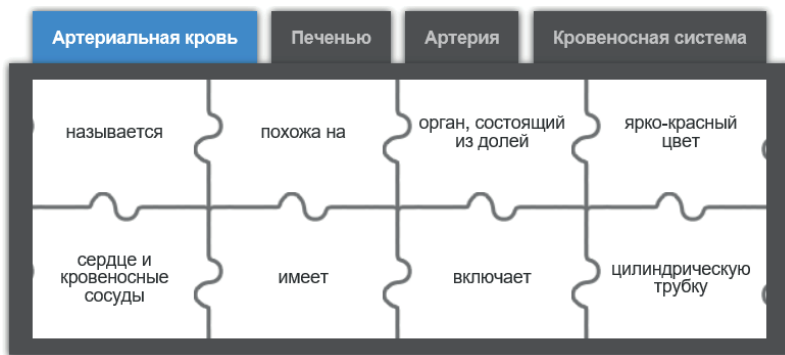 Артериальная кровь
Печенью
Артерия
Кровеносная система
называется
похожа на
орган, состоящий
из долей
ярко-красный
цвет
сердце и
кровеносные
сосуды
имеет
включает
цилиндрическую
трубку